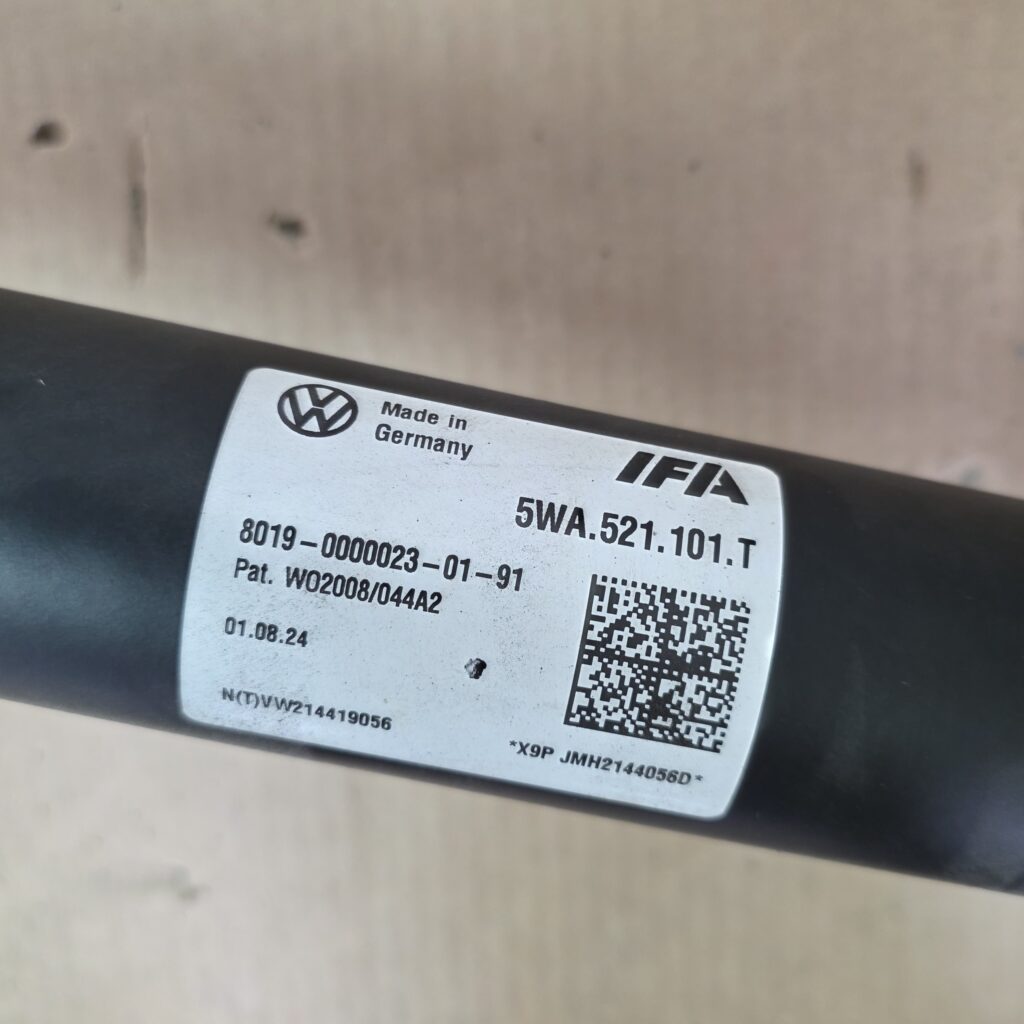 Made in
Germany
IFA
5WA.521.101.T
8019-0000023-01-91
Pat. WO2008/044A2
01.08.24
N(T)VW214419056
*X9P JMH2144056D*